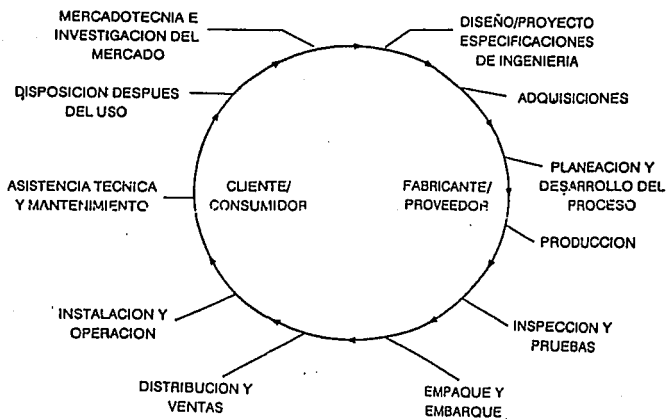 MERCADOTECNIA E
INVESTIGACION DEL
MERCADO
DISEÑO/PROYECTO
ESPECIFICACIONES
DE INGENIERIA
ADQUISICIONES
PLANEACION Y
DESARROLLO DEL
PROCESO
PRODUCCION
INSPECCION Y
PRUEBAS
EMPAQUE Y
EMBARQUE
DISTRIBUCION Y
VENTAS
INSTALACION Y
OPERACION
ASISTENCIA TECNICA
Y MANTENIMIENTO
DISPOSICION DESPUES
DEL USO
CLIENTE/
CONSUMIDOR
FABRICANTE/
PROVEEDOR